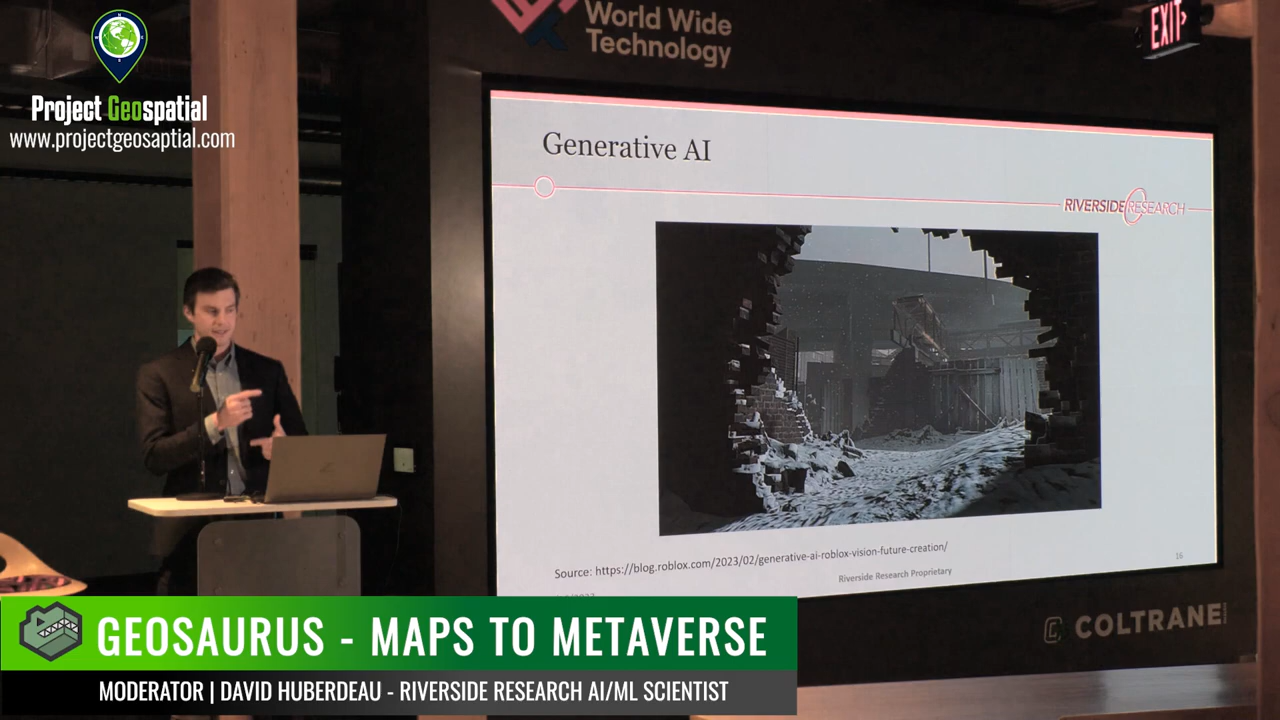 World Wide
Technology
EXIT
Project Geospatial
www.projectgeosaptial.com
Generative AI
RIVERSIDE RESEARCH
Source: https://blog.roblox.com/2023/02/generative-ai-roblox-vision-future-creation/
16
Riverside Research Proprietary
GEOSAURUS - MAPS TO METAVERSE
COLTRANE
MODERATOR | DAVID HUBERDEAU - RIVERSIDE RESEARCH AI/ML SCIENTIST